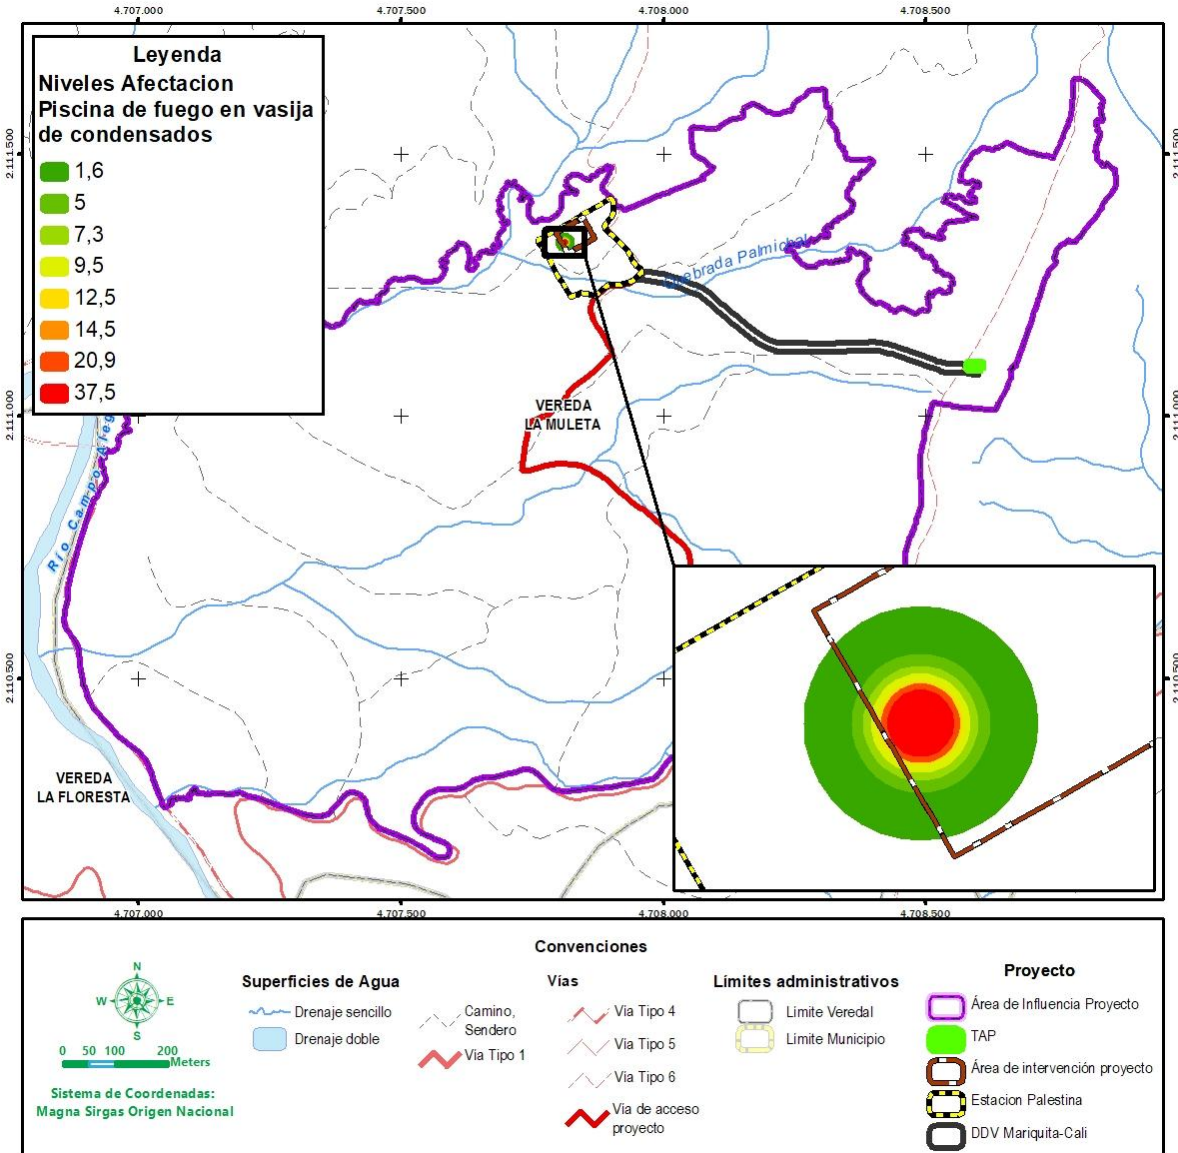 4.707.000
4.707.500
4.708.000
4.708.500
2.111.500
2.111.500
Leyenda
Niveles Afectacion
Piscina de fuego en vasija
de condensados
1,6
5
7,3
9,5
12,5
14,5
20,9
37,5
Quebrada Palmichal
2.111.000
VEREDA
LA MULETA
Río Campo Aleg
2.110.500
2.110.500
VEREDA
LA FLORESTA
4.707.000
4.707.500
4.708.000
4.708.500
Convenciones
N
W
E
S
0
50
100
200
Meters
Sistema de Coordenadas:
Magna Sirgas Origen Nacional
Superficies de Agua
Drenaje sencillo
Drenaje doble
Camino,
Sendero
Via Tipo 1
Vías
Via Tipo 4
Via Tipo 5
Via Tipo 6
Via de acceso
proyecto
Límites administrativos
Limite Veredal
Limite Municipio
Proyecto
Área de Influencia Proyecto
TAP
Área de intervención proyecto
Estacion Palestina
DDV Mariquita-Cali